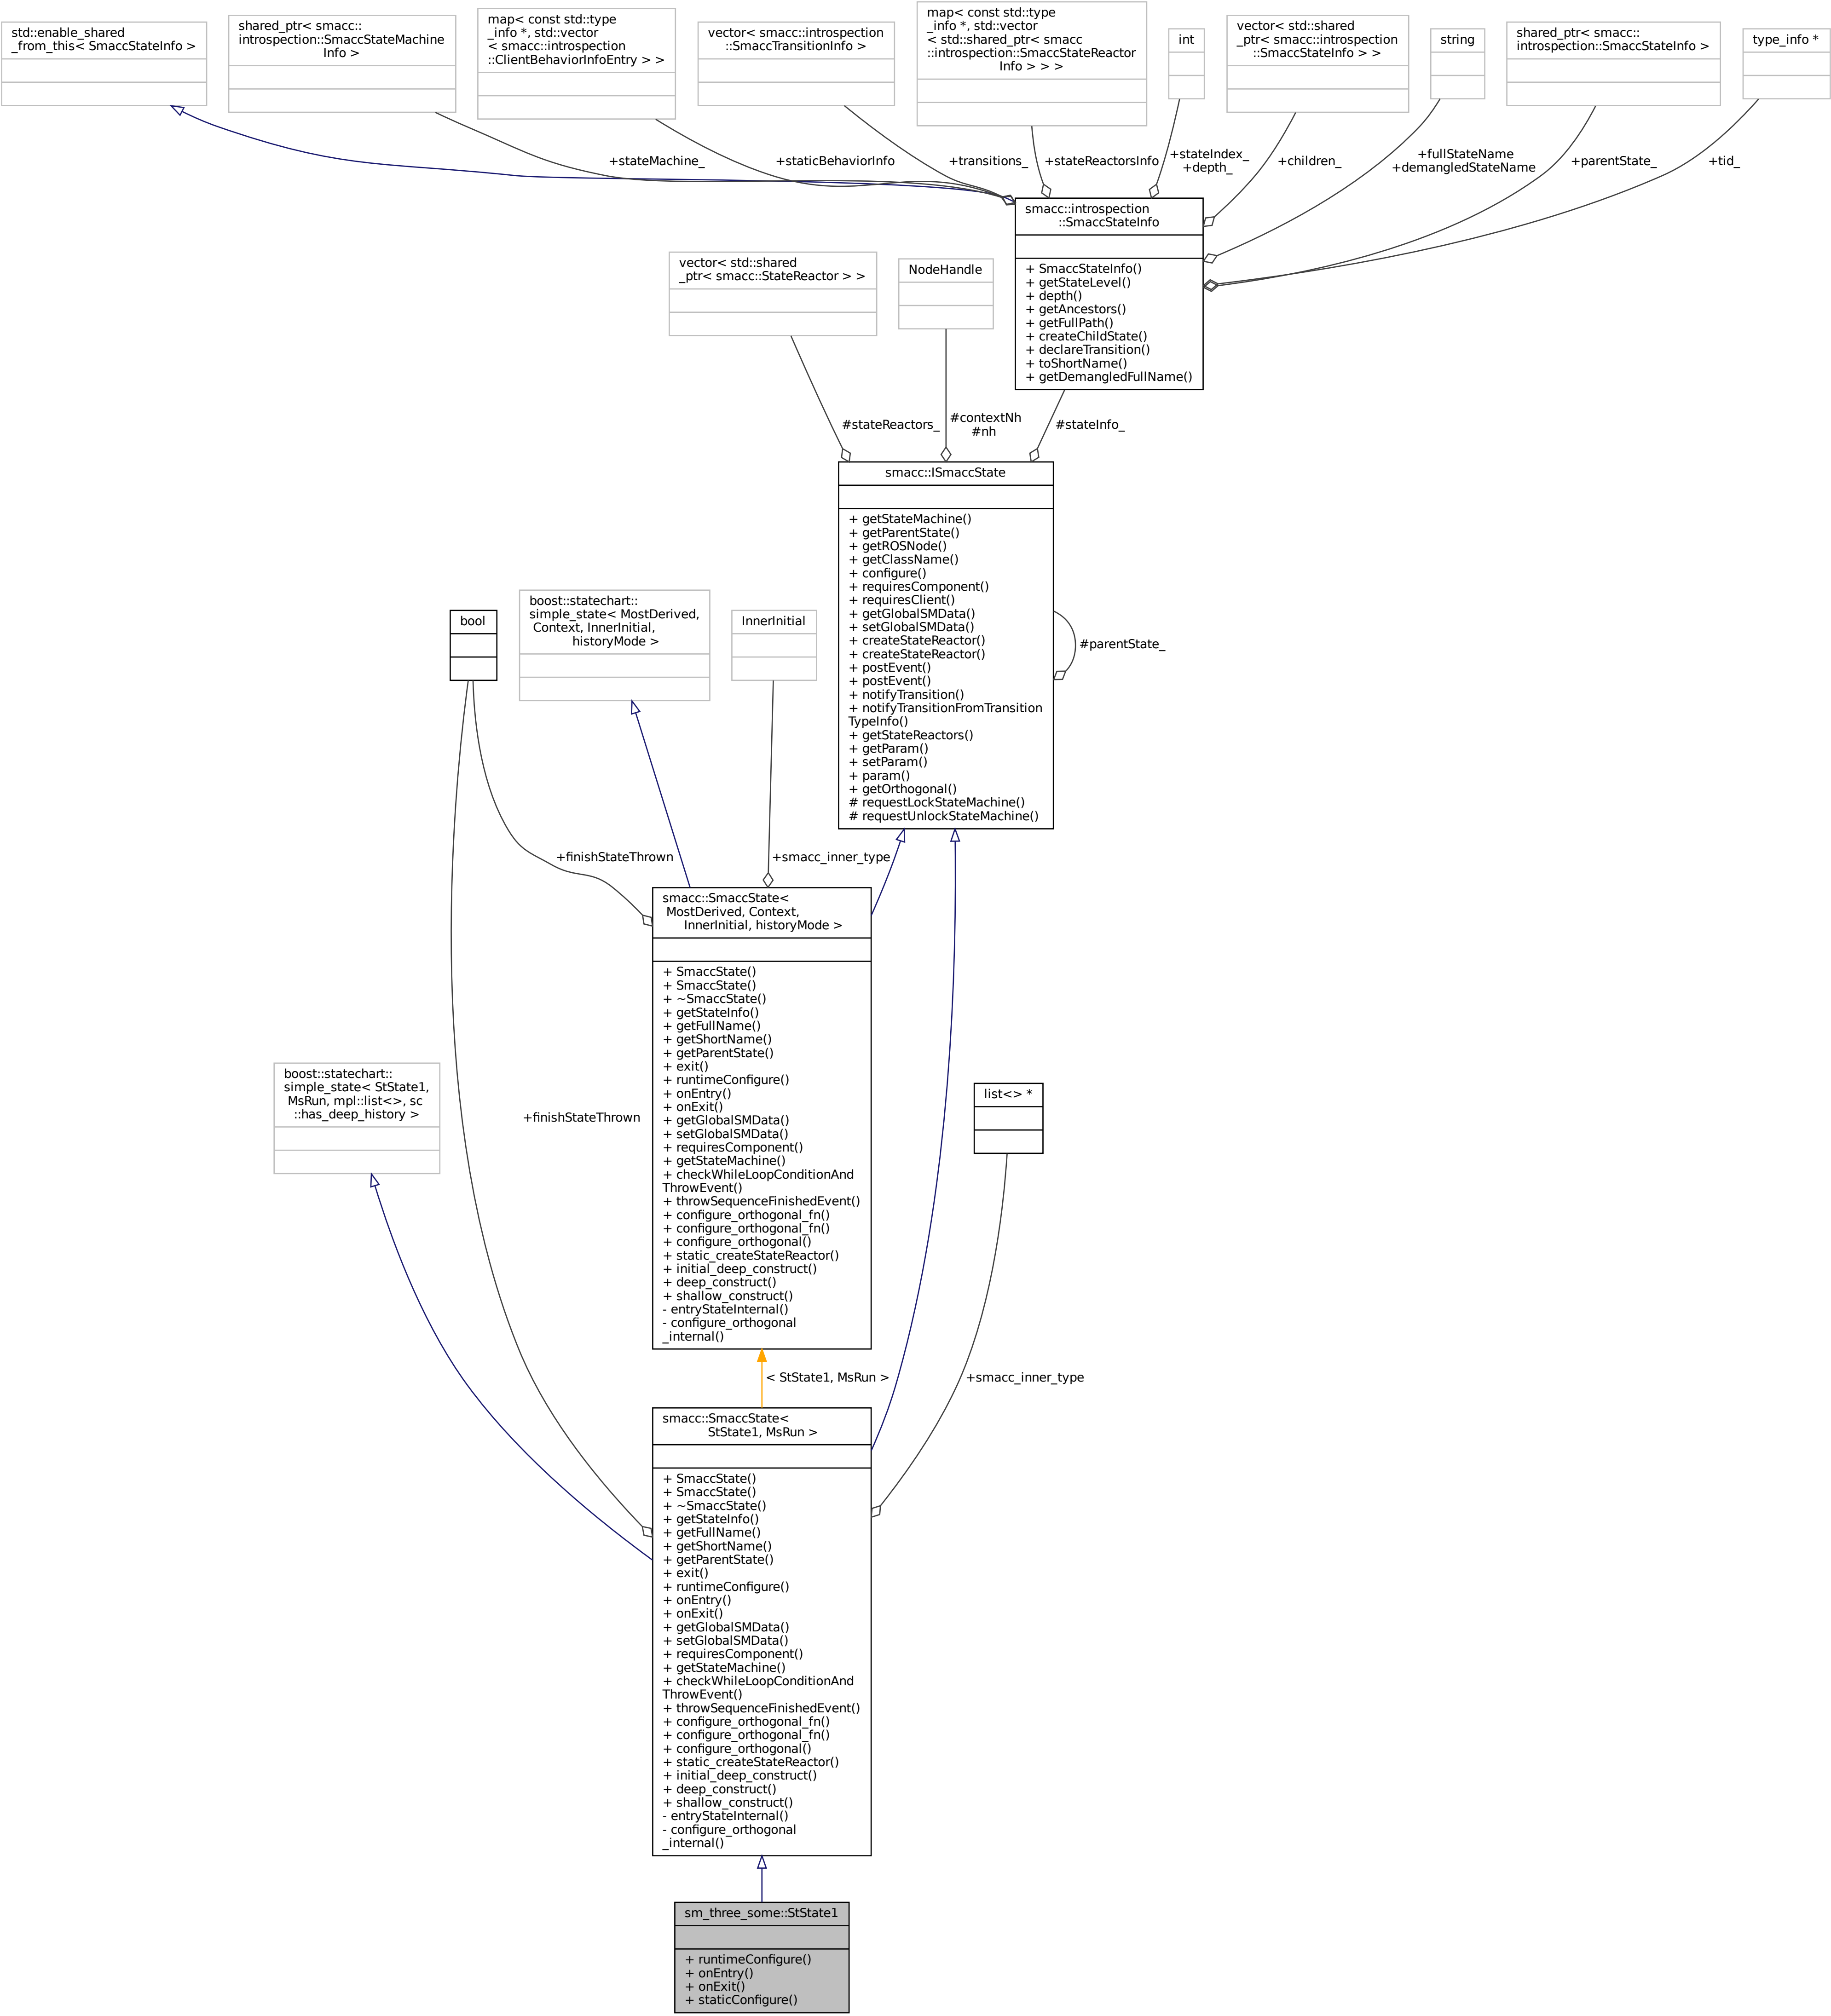 std::enable_shared
_from_this< SmaccStateInfo >
shared_ptr< smacc::
introspection::SmaccStateMachine
Info >
map< const std::type
_info *, std::vector
< smacc::introspection
::ClientBehaviorInfoEntry > >
vector< smacc::introspection
::SmaccTransitionInfo >
map< const std::type
_info *, std::vector
< std::shared_ptr< smacc
::introspection::SmaccStateReactor
Info > > >
int
vector< std::shared
_ptr< smacc::introspection
::SmaccStateInfo > >
string
shared_ptr< smacc::
introspection::SmaccStateInfo >
type_info *
+stateMachine_
+staticBehaviorInfo
+transitions_
+stateReactorsInfo
+stateIndex_
+depth_
+children_
+fullStateName
+demangledStateName
+parentState_
+tid_
smacc::introspection
::SmaccStateInfo
+ SmaccStateInfo()
+ getStateLevel()
+ depth()
+ getAncestors()
+ getFullPath()
+ createChildState()
+ declareTransition()
+ toShortName()
+ getDemangledFullName()
vector< std::shared
_ptr< smacc::StateReactor > >
NodeHandle
#stateReactors_
#contextNh
#nh
#stateInfo_
smacc::ISmaccState
+ getStateMachine()
+ getParentState()
+ getROSNode()
+ getClassName()
+ configure()
+ requiresComponent()
+ requiresClient()
+ getGlobalSMData()
+ setGlobalSMData()
+ createStateReactor()
+ createStateReactor()
+ postEvent()
+ postEvent()
+ notifyTransition()
+ notifyTransitionFromTransition
TypeInfo()
+ getStateReactors()
+ getParam()
+ setParam()
+ param()
+ getOrthogonal()
# requestLockStateMachine()
# requestUnlockStateMachine()
#parentState_
bool
boost::statechart::
simple_state< MostDerived,
Context, InnerInitial,
historyMode >
InnerInitial
+finishStateThrown
+smacc_inner_type
smacc::SmaccState<
MostDerived, Context,
InnerInitial, historyMode >
+ SmaccState()
+ SmaccState()
+ ~SmaccState()
+ getStateInfo()
+ getFullName()
+ getShortName()
+ getParentState()
+ exit()
+ runtimeConfigure()
+ onEntry()
+ onExit()
+ getGlobalSMData()
+ setGlobalSMData()
+ requiresComponent()
+ getStateMachine()
+ checkWhileLoopConditionAnd
ThrowEvent()
+ throwSequenceFinishedEvent()
+ configure_orthogonal_fn()
+ configure_orthogonal_fn()
+ configure_orthogonal()
+ static_createStateReactor()
+ initial_deep_construct()
+ deep_construct()
+ shallow_construct()
- entryStateInternal()
- configure_orthogonal
_internal()
boost::statechart::
simple_state< StState1,
MsRun, mpl::list<>, sc
::has_deep_history >
+finishStateThrown
list<> *
< StState1, MsRun >
+smacc_inner_type
smacc::SmaccState<
StState1, MsRun >
+ SmaccState()
+ SmaccState()
+ ~SmaccState()
+ getStateInfo()
+ getFullName()
+ getShortName()
+ getParentState()
+ exit()
+ runtimeConfigure()
+ onEntry()
+ onExit()
+ getGlobalSMData()
+ setGlobalSMData()
+ requiresComponent()
+ getStateMachine()
+ checkWhileLoopConditionAnd
ThrowEvent()
+ throwSequenceFinishedEvent()
+ configure_orthogonal_fn()
+ configure_orthogonal_fn()
+ configure_orthogonal()
+ static_createStateReactor()
+ initial_deep_construct()
+ deep_construct()
+ shallow_construct()
- entryStateInternal()
- configure_orthogonal
_internal()
sm_three_some::StState1
+ runtimeConfigure()
+ onEntry()
+ onExit()
+ staticConfigure()